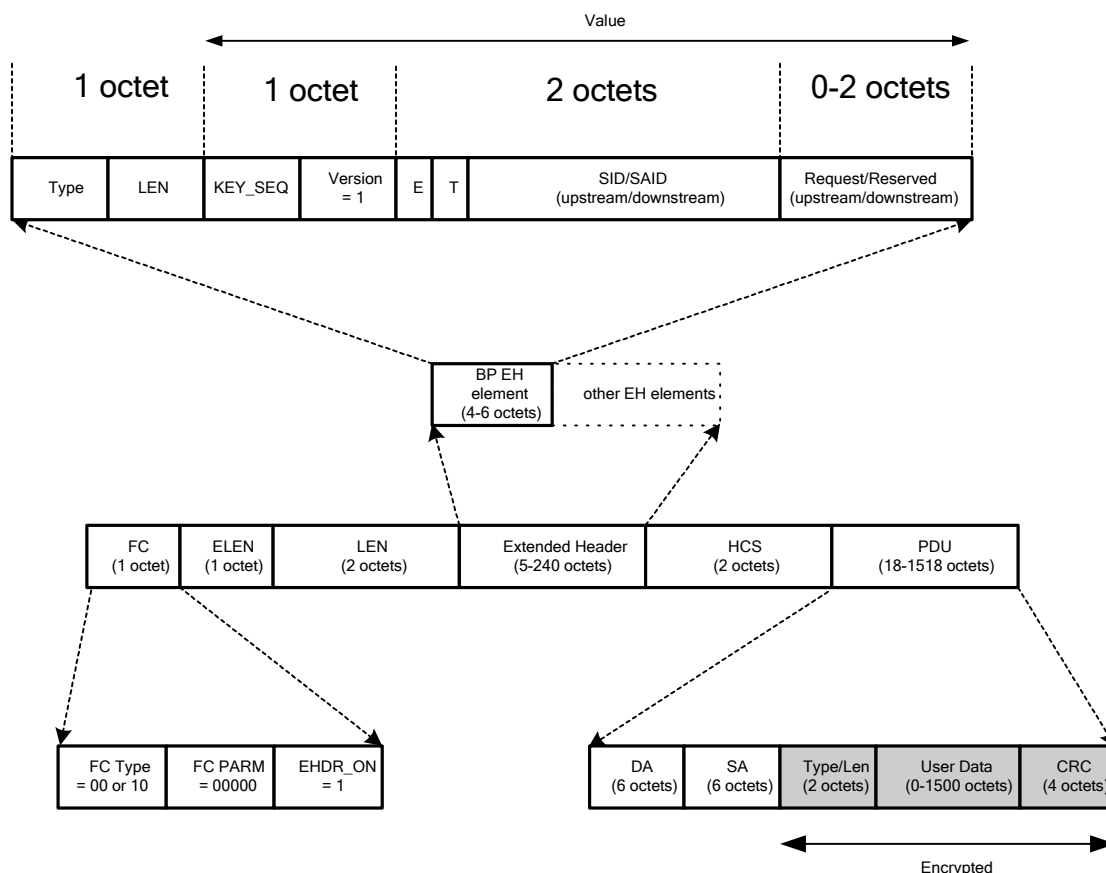 Value
1 octet
1 octet
2 octets
0-2 octets
Type
LEN
KEY_SEQ
Version
= 1
E
T
SID/SAID
(upstream/downstream)
Request/Reserved
(upstream/downstream)
BP EH
element
(4-6 octets)
other EH elements
FC
(1 octet)
ELEN
(1 octet)
LEN
(2 octets)
Extended Header
(5-240 octets)
HCS
(2 octets)
PDU
(18-1518 octets)
FC Type
= 00 or 10
FC PARM
= 00000
EHDR_ON
= 1
DA
(6 octets)
SA
(6 octets)
Type/Len
(2 octets)
User Data
(0-1500 octets)
CRC
(4 octets)
Encrypted